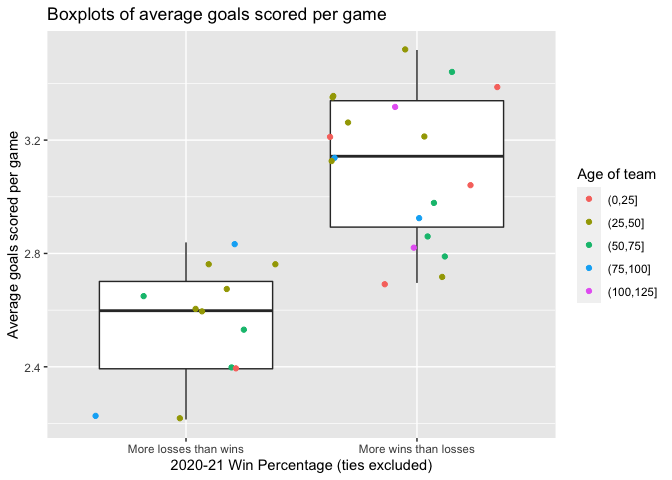 Boxplots of average goals scored per game
Average goals scored per game
3.2
2.8
2.4
More losses than wins
More wins than losses
2020-21 Win Percentage (ties excluded)
Age of team
(0,25]
(25,50]
(50,75]
(75,100]
(100,125]